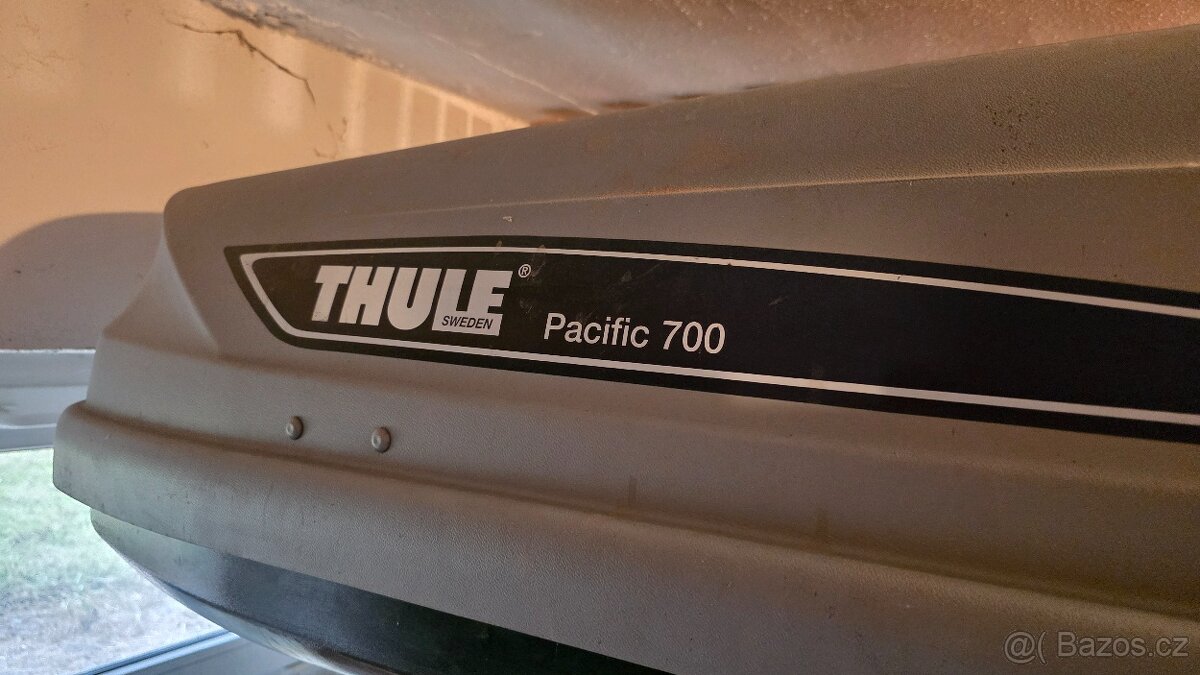 THULE®
SWEDEN
Pacific 700
@( Bazos.cz